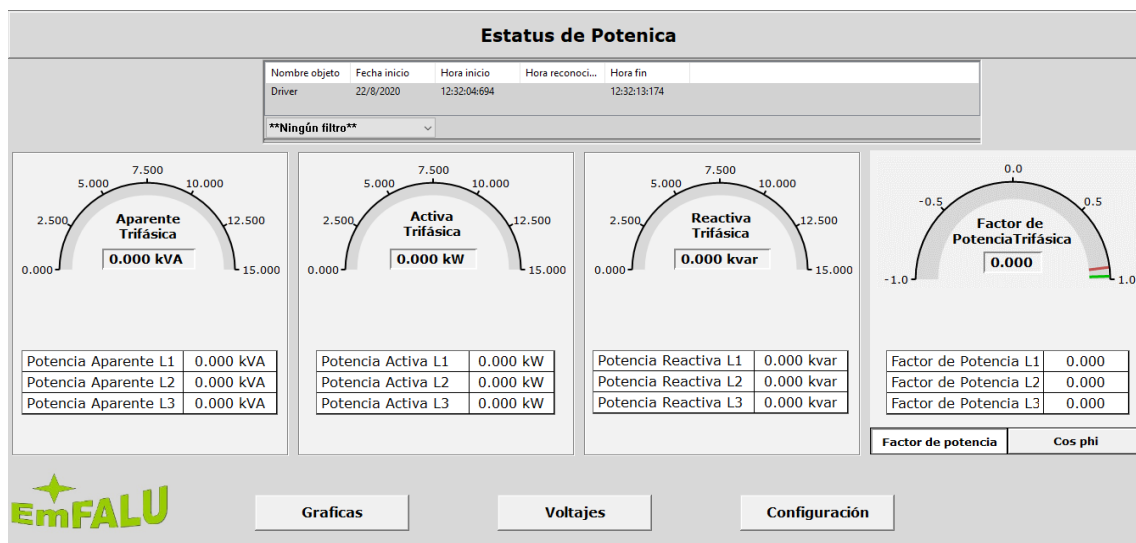 Estatus de Potenica
Nombre objeto Fecha inicio Hora inicio Hora reconoci... Hora fin
Driver 22/8/2020 12:32:04:694 12:32:13:174
**Ningún filtro**
7.500
5.000 10.000
2.500 12.500
0.000 15.000
Aparente
Trifásica
0.000 kVA
Potencia Aparente L1 0.000 kVA
Potencia Aparente L2 0.000 kVA
Potencia Aparente L3 0.000 kVA
7.500
5.000 10.000
2.500 12.500
0.000 15.000
Activa
Trifásica
0.000 kW
Potencia Activa L1 0.000 kW
Potencia Activa L2 0.000 kW
Potencia Activa L3 0.000 kW
7.500
5.000 10.000
2.500 12.500
0.000 15.000
Reactiva
Trifásica
0.000 kvar
Potencia Reactiva L1 0.000 kvar
Potencia Reactiva L2 0.000 kvar
Potencia Reactiva L3 0.000 kvar
0.0
-0.5 0.5
-1.0 1.0
Factor de
PotenciaTrifásica
0.000
Factor de Potencia L1 0.000
Factor de Potencia L2 0.000
Factor de Potencia L3 0.000
Factor de potencia Cos phi
EmFALU
Graficas Voltajes Configuración